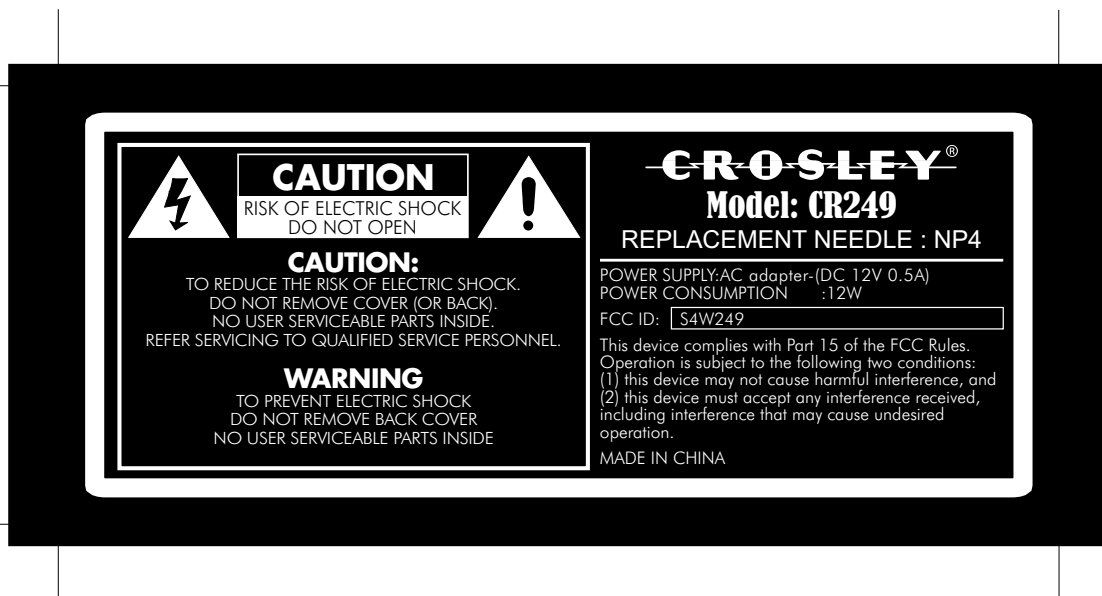 CAUTION
RISK OF ELECTRIC SHOCK
DO NOT OPEN
CAUTION:
TO REDUCE THE RISK OF ELECTRIC SHOCK.
DO NOT REMOVE COVER (OR BACK).
NO USER SERVICEABLE PARTS INSIDE.
REFER SERVICING TO QUALIFIED SERVICE PERSONNEL.
WARNING
TO PREVENT ELECTRIC SHOCK
DO NOT REMOVE BACK COVER
NO USER SERVICEABLE PARTS INSIDE
CROSLEY®
Model: CR249
REPLACEMENT NEEDLE : NP4
POWER SUPPLY:AC adapter-(DC 12V 0.5A)
POWER CONSUMPTION :12W
FCC ID: S4W249
This device complies with Part 15 of the FCC Rules.
Operation is subject to the following two conditions:
(1) this device may not cause harmful interference, and
(2) this device must accept any interference received,
including interference that may cause undesired
operation.
MADE IN CHINA